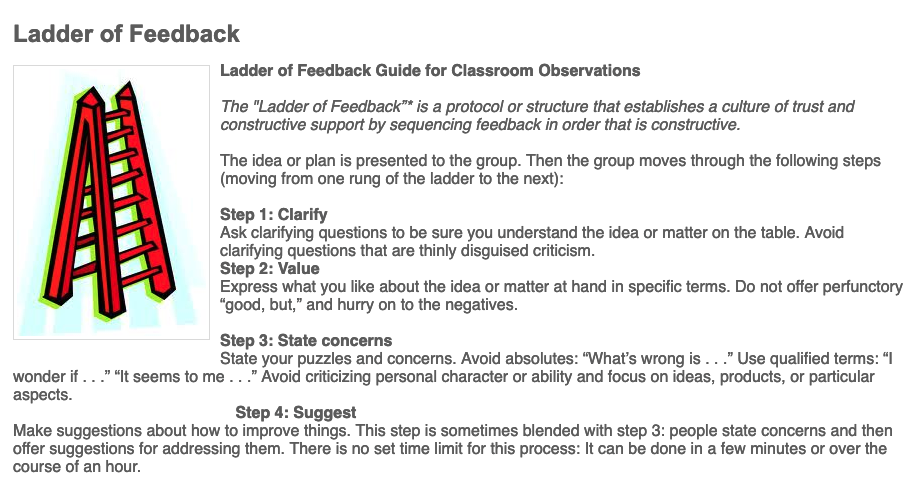 Ladder of Feedback
Ladder of Feedback Guide for Classroom Observations
The "Ladder of Feedback”* is a protocol or structure that establishes a culture of trust and
constructive support by sequencing feedback in order that is constructive.
The idea or plan is presented to the group. Then the group moves through the following steps
(moving from one rung of the ladder to the next):
Step 1: Clarify
Ask clarifying questions to be sure you understand the idea or matter on the table. Avoid
clarifying questions that are thinly disguised criticism.
Step 2: Value
Express what you like about the idea or matter at hand in specific terms. Do not offer perfunctory
“good, but,” and hurry on to the negatives.
Step 3: State concerns
State your puzzles and concerns. Avoid absolutes: “What’s wrong is . . .” Use qualified terms: “I
wonder if . . .” “It seems to me . . .” Avoid criticizing personal character or ability and focus on ideas, products, or particular
aspects.
Step 4: Suggest
Make suggestions about how to improve things. This step is sometimes blended with step 3: people state concerns and then
offer suggestions for addressing them. There is no set time limit for this process: It can be done in a few minutes or over the
course of an hour.